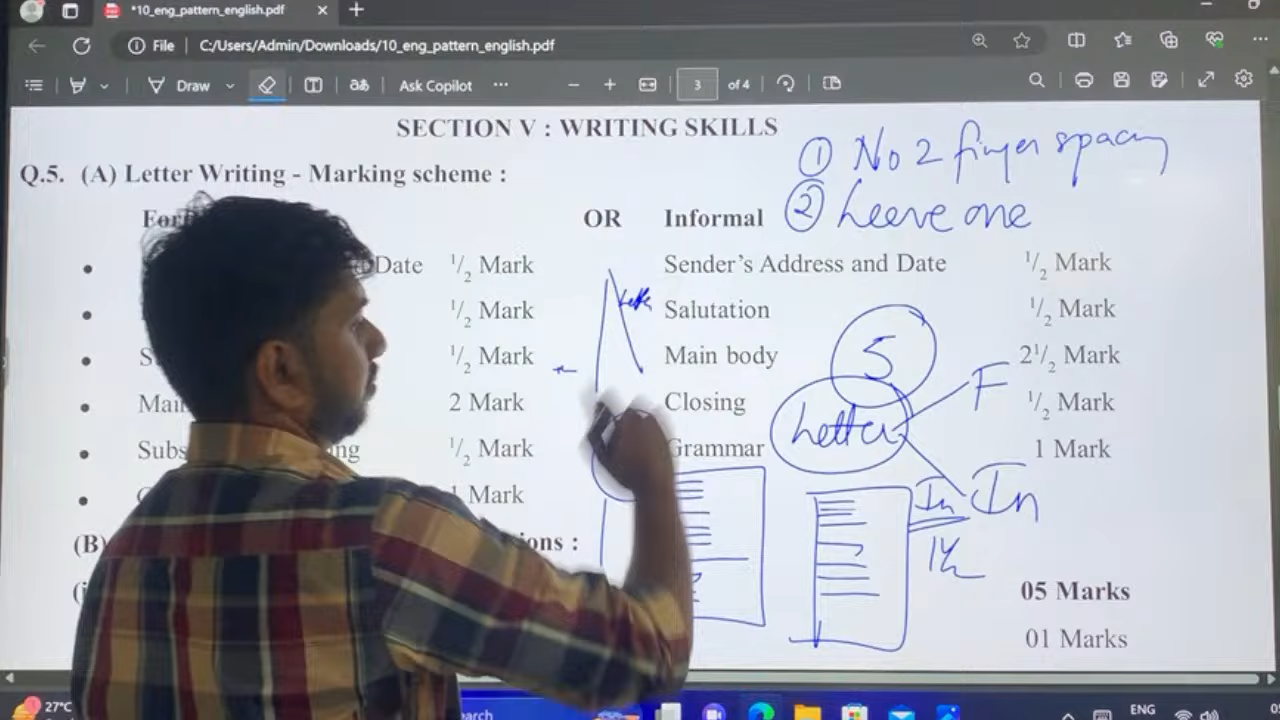 *10_eng_pattern_english.pdf
File C:/Users/Admin/Downloads/10_eng_pattern_english.pdf
Draw Ask Copilot 3 of 4
SECTION V : WRITING SKILLS
① No 2 finger spacing
Q.5. (A) Letter Writing - Marking scheme :
OR Informal ② Leeve one
Date 1/2 Mark Sender's Address and Date 1/2 Mark
1/2 Mark Salutation 1/2 Mark
1/2 Mark Main body 5 2 1/2 Mark
2 Mark Closing Letter F 1/2 Mark
1/2 Mark Grammar 1 Mark
1 Mark In In
(B) :
05 Marks
01 Marks
27°C ENG